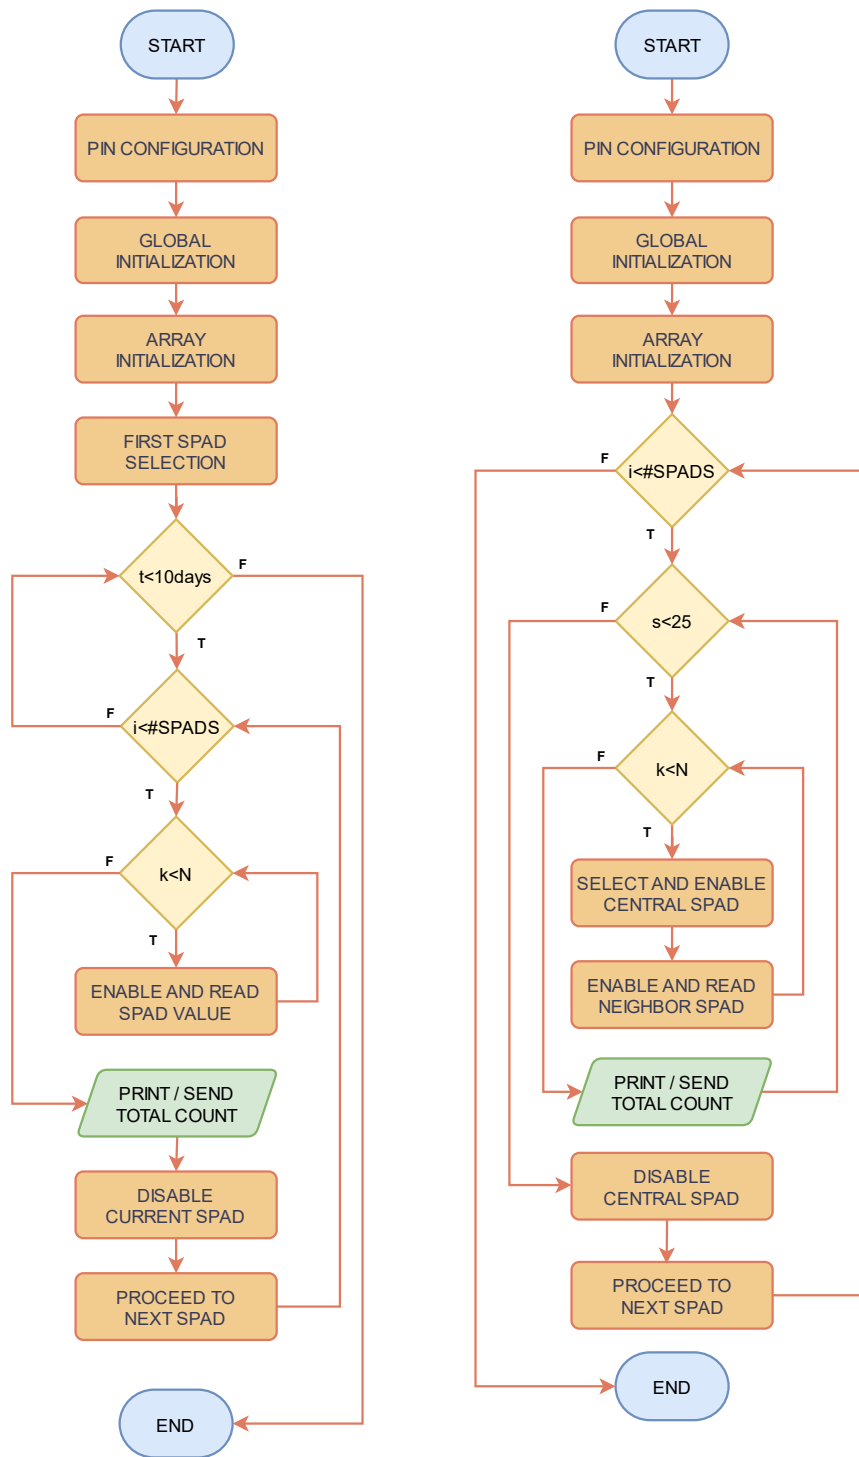 START
PIN CONFIGURATION
GLOBAL
INITIALIZATION
ARRAY
INITIALIZATION
FIRST SPAD
SELECTION
t<10days
F
T
i<#SPADS
F
T
k<N
F
T
ENABLE AND READ
SPAD VALUE
PRINT / SEND
TOTAL COUNT
DISABLE
CURRENT SPAD
PROCEED TO
NEXT SPAD
END
START
PIN CONFIGURATION
GLOBAL
INITIALIZATION
ARRAY
INITIALIZATION
F
i<#SPADS
T
F
s<25
T
F
k<N
T
SELECT AND ENABLE
CENTRAL SPAD
ENABLE AND READ
NEIGHBOR SPAD
PRINT / SEND
TOTAL COUNT
DISABLE
CENTRAL SPAD
PROCEED TO
NEXT SPAD
END